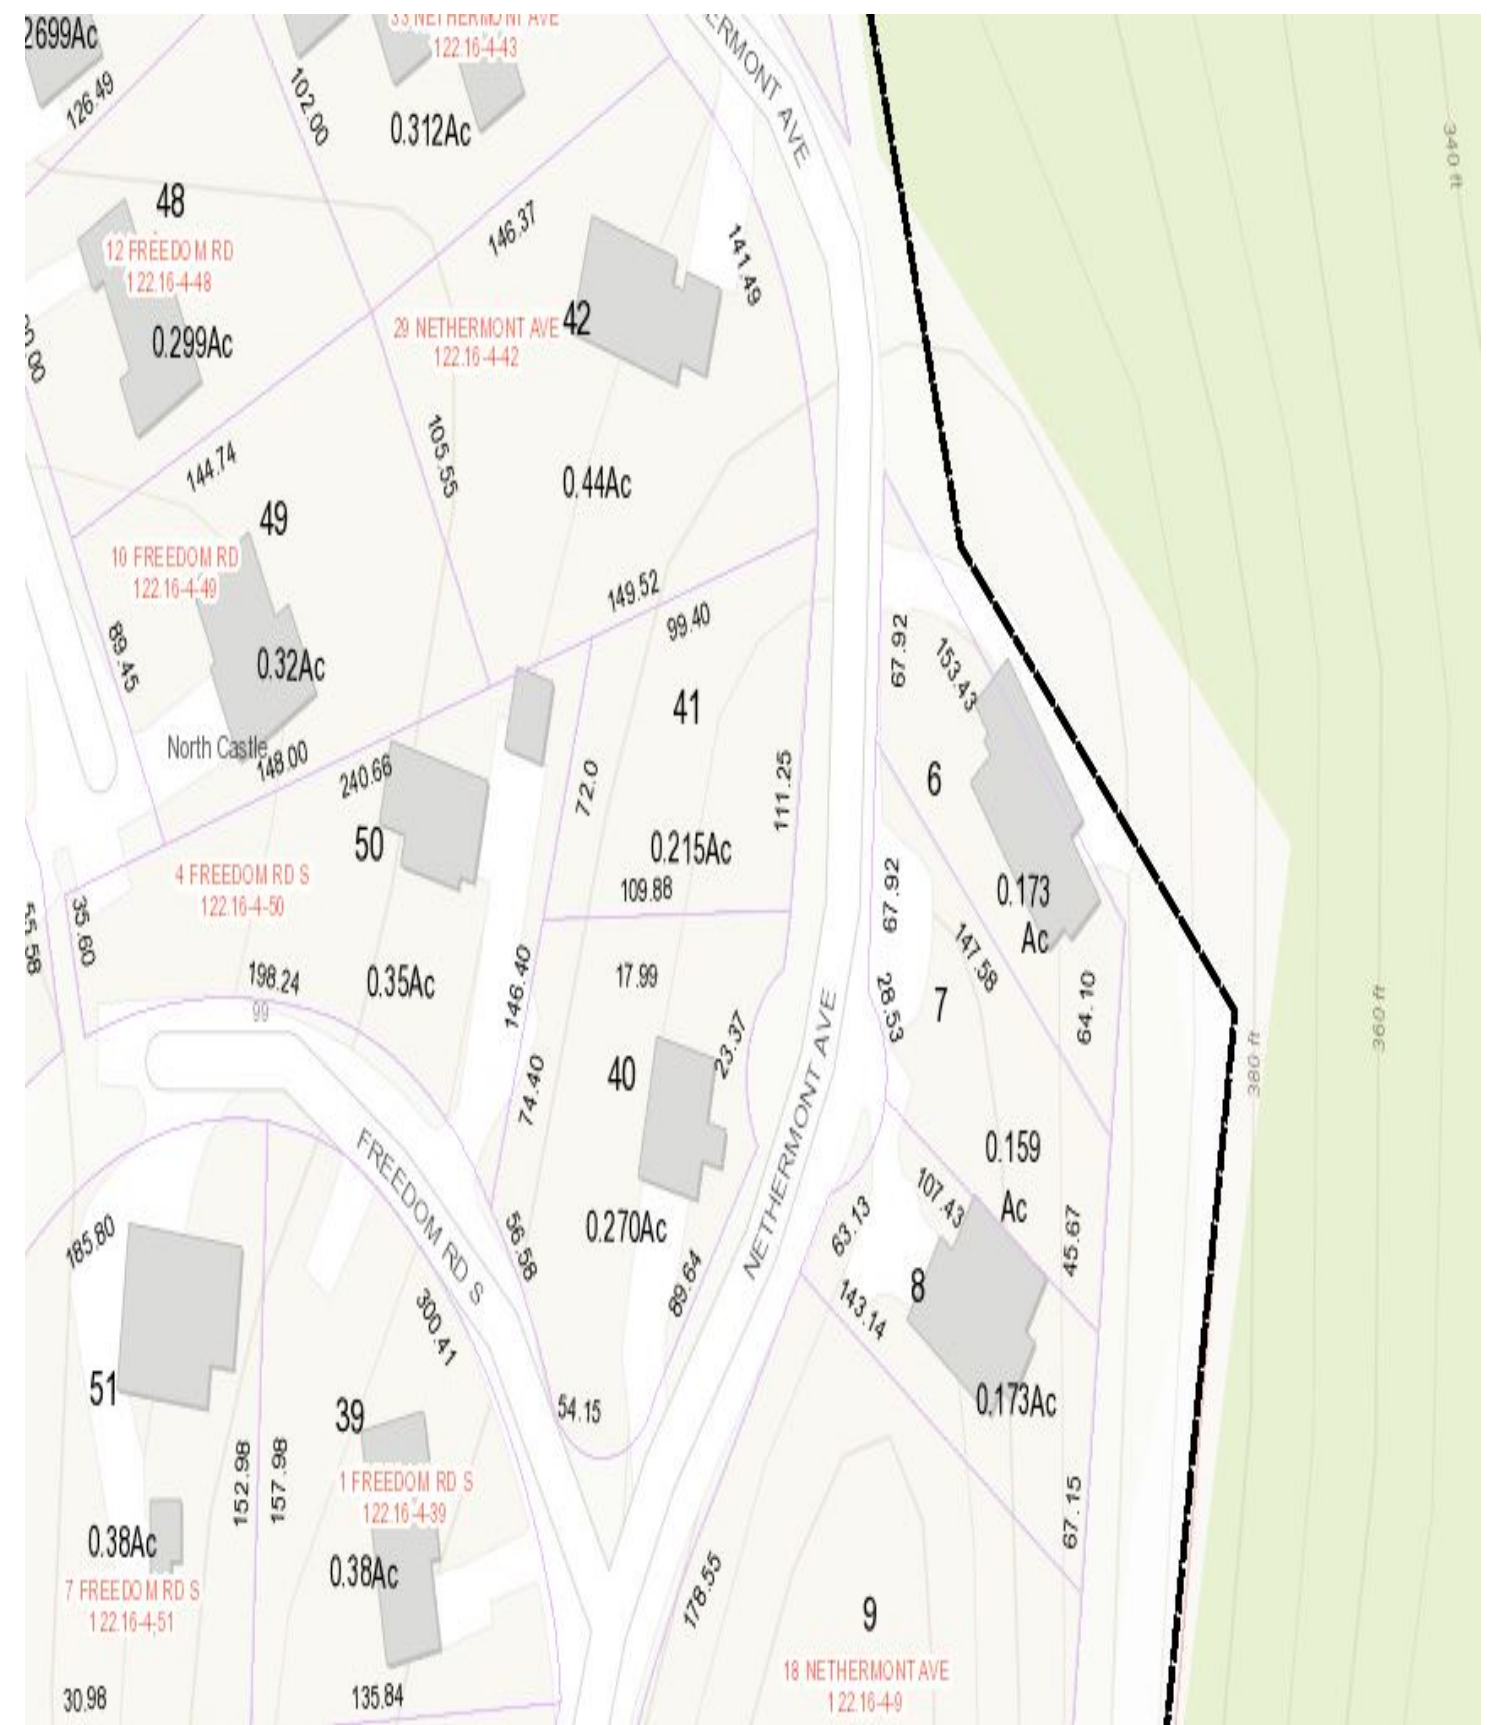 2699Ac
126.49
102.00
33 NETHERMONT AVE
122.16-4-43
0.312Ac
ERMONT AVE
340 ft
48
12 FREEDOM RD
122.16-4-48
0.299Ac
146.37
141.49
29 NETHERMONT AVE
122.16-4-42
42
144.74
105.55
0.44Ac
49
10 FREEDOM RD
122.16-4-49
89.45
0.32Ac
149.52
99.40
67.92
153.43
41
North Castle
148.00
240.66
72.0
111.25
6
50
0.215Ac
109.88
4 FREEDOM RD S
122.16-4-50
35.60
55.58
198.24
99
0.35Ac
146.40
17.99
67.92
147.58
0.173
Ac
28.53
7
64.10
360 ft
380 ft
74.40
40
23.37
NETHERMONT AVE
0.159
Ac
FREEDOM RD S
185.80
56.58
0.270Ac
89.64
63.13
107.43
45.67
8
143.14
300.41
51
39
54.15
0.173Ac
152.98
157.98
1 FREEDOM RD S
122.16-4-39
0.38Ac
0.38Ac
7 FREEDOM RD S
122.16-4-51
67.15
178.55
9
18 NETHERMONT AVE
122.16-4-9
30.98
135.84